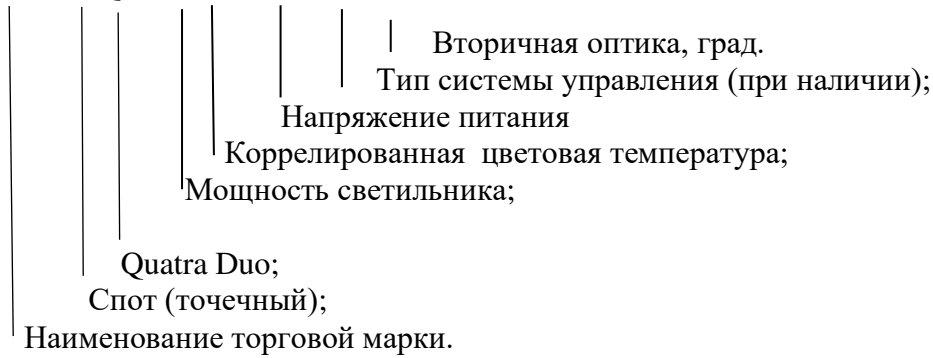 Вторичная оптика, град.
Тип системы управления (при наличии);
Напряжение питания
Коррелированная цветовая температура;
Мощность светильника;
Quatra Duo;
Спот (точечный);
Наименование торговой марки.